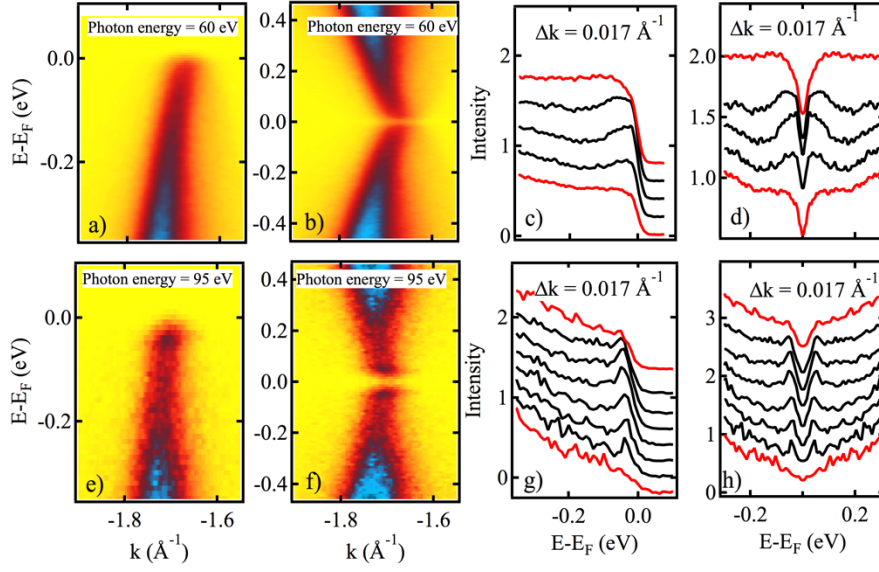 Photon energy = 60 eV
E-E_F (eV)
0.0
-0.2
a)
Photon energy = 60 eV
0.4
0.2
0.0
-0.2
-0.4
b)
Δk = 0.017 Å⁻¹
Intensity
2
1
0
c)
Δk = 0.017 Å⁻¹
2.0
1.5
1.0
d)
Photon energy = 95 eV
E-E_F (eV)
0.0
-0.2
e)
-1.8
-1.6
k (Å⁻¹)
Photon energy = 95 eV
0.4
0.2
0.0
-0.2
-0.4
f)
-1.8
-1.6
k (Å⁻¹)
Δk = 0.017 Å⁻¹
Intensity
2
1
0
g)
-0.2
0.0
E-E_F (eV)
Δk = 0.017 Å⁻¹
3
2
1
0
h)
-0.2
0.0
0.2
E-E_F (eV)